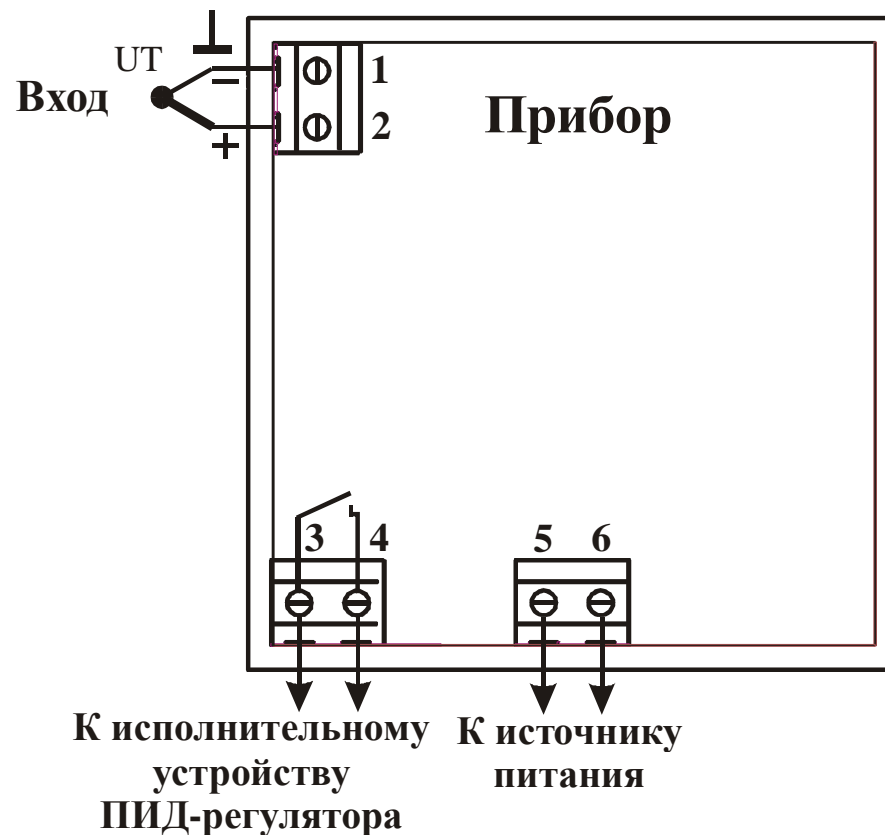 UT
Вход
−
+
1
2
Прибор
3 4
5 6
К исполнительному
устройству
ПИД-регулятора
К источнику
питания